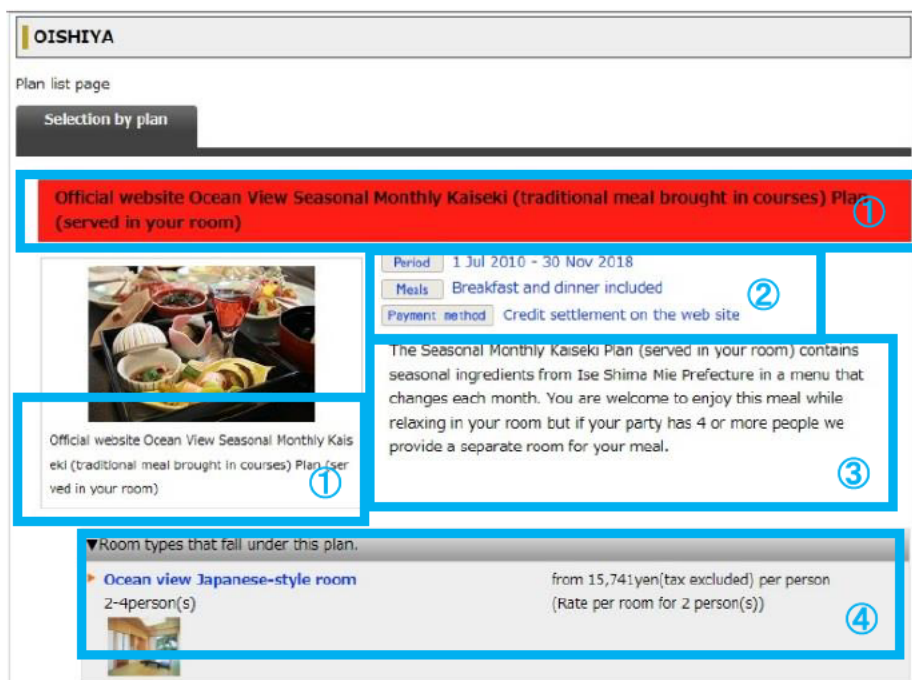 OISHIYA
Plan list page
Selection by plan
Official website Ocean View Seasonal Monthly Kaiseki (traditional meal brought in courses) Plan
(served in your room)
①
Period 1 Jul 2010 - 30 Nov 2018
Meals Breakfast and dinner included
Payment method Credit settlement on the web site
②
The Seasonal Monthly Kaiseki Plan (served in your room) contains
seasonal ingredients from Ise Shima Mie Prefecture in a menu that
changes each month. You are welcome to enjoy this meal while
relaxing in your room but if your party has 4 or more people we
provide a separate room for your meal.
③
Official website Ocean View Seasonal Monthly Kais
eki (traditional meal brought in courses) Plan (ser
ved in your room)
①
▼Room types that fall under this plan.
Ocean view Japanese-style room
2-4person(s)
from 15,741yen(tax excluded) per person
(Rate per room for 2 person(s))
④